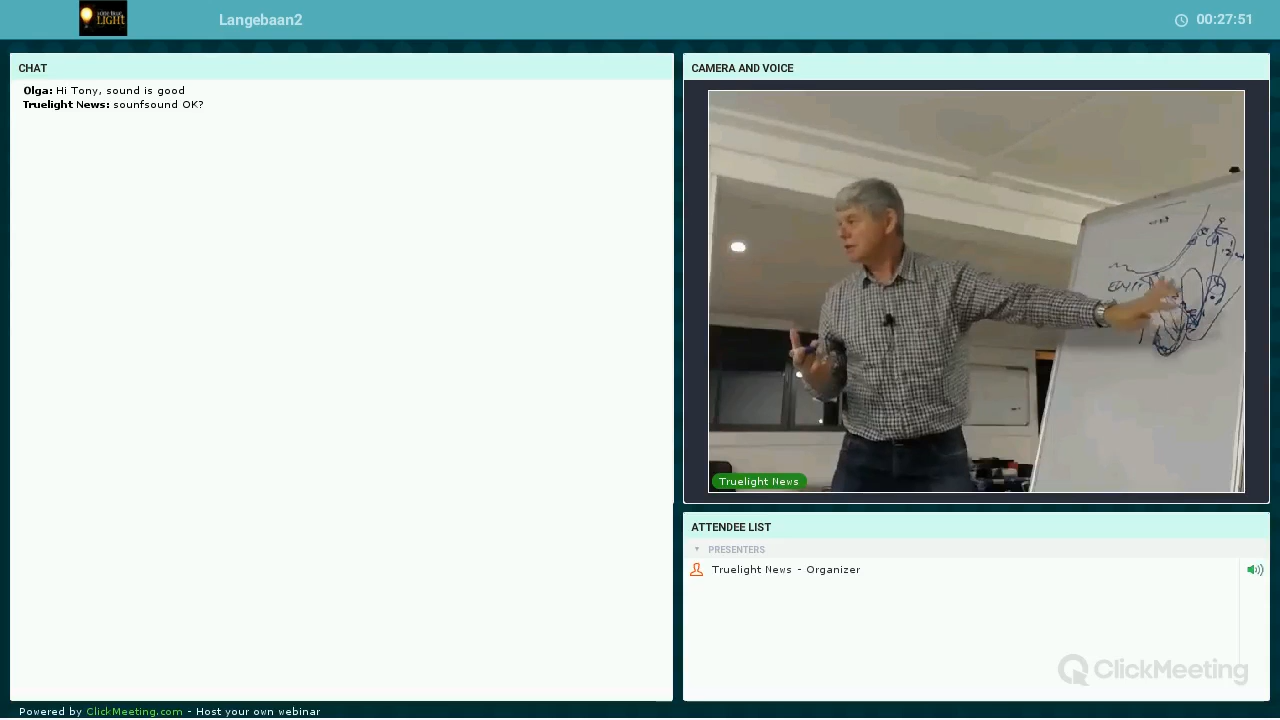 LIGHT
Langebaan2
00:27:51
CHAT
Olga: Hi Tony, sound is good
Truelight News: sounfsound OK?
CAMERA AND VOICE
Truelight News
ATTENDEE LIST
PRESENTERS
Truelight News - Organizer
ClickMeeting
Powered by ClickMeeting.com - Host your own webinar